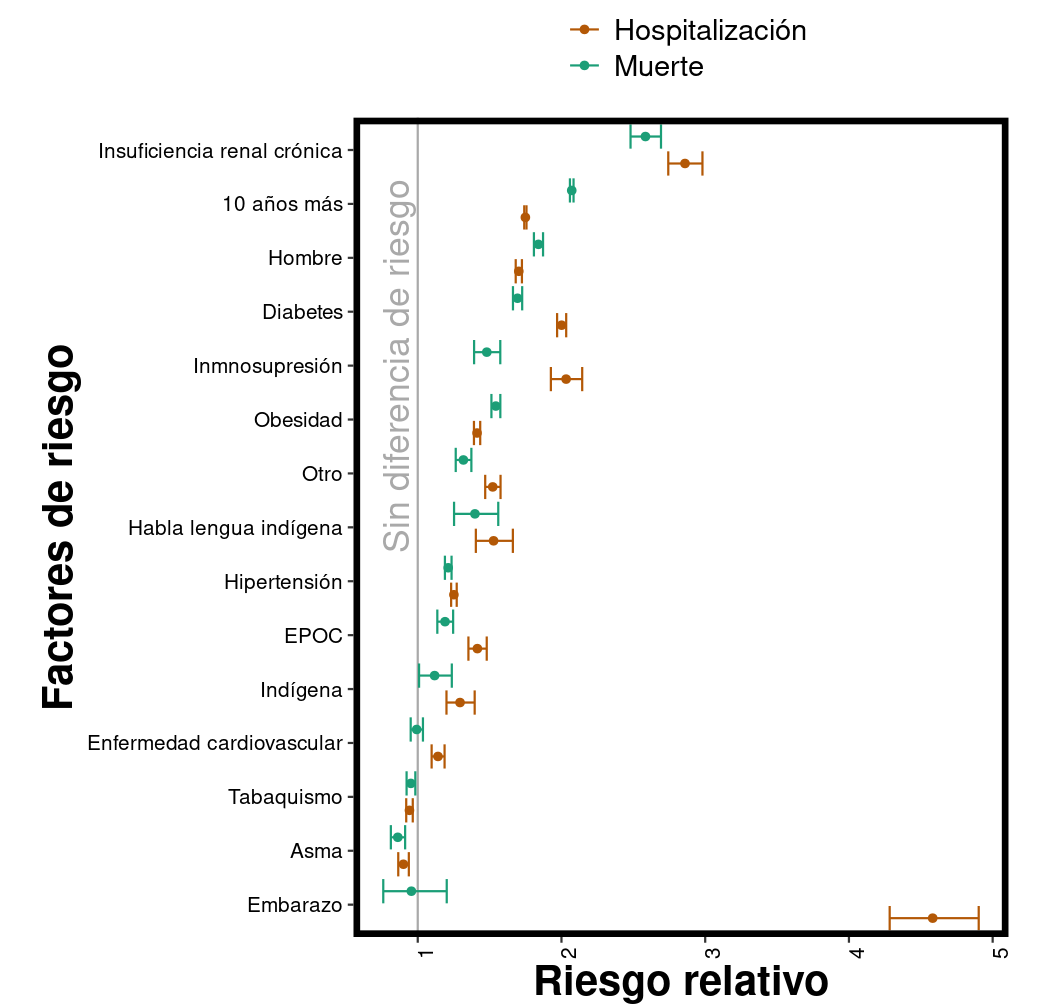 Hospitalización
Muerte
Factores de riesgo
Insuficiencia renal crónica
10 años más
Hombre
Diabetes
Inmnosupresión
Obesidad
Otro
Habla lengua indígena
Hipertensión
EPOC
Indígena
Enfermedad cardiovascular
Tabaquismo
Asma
Embarazo
Sin diferencia de riesgo
1 2 3 4 5
Riesgo relativo